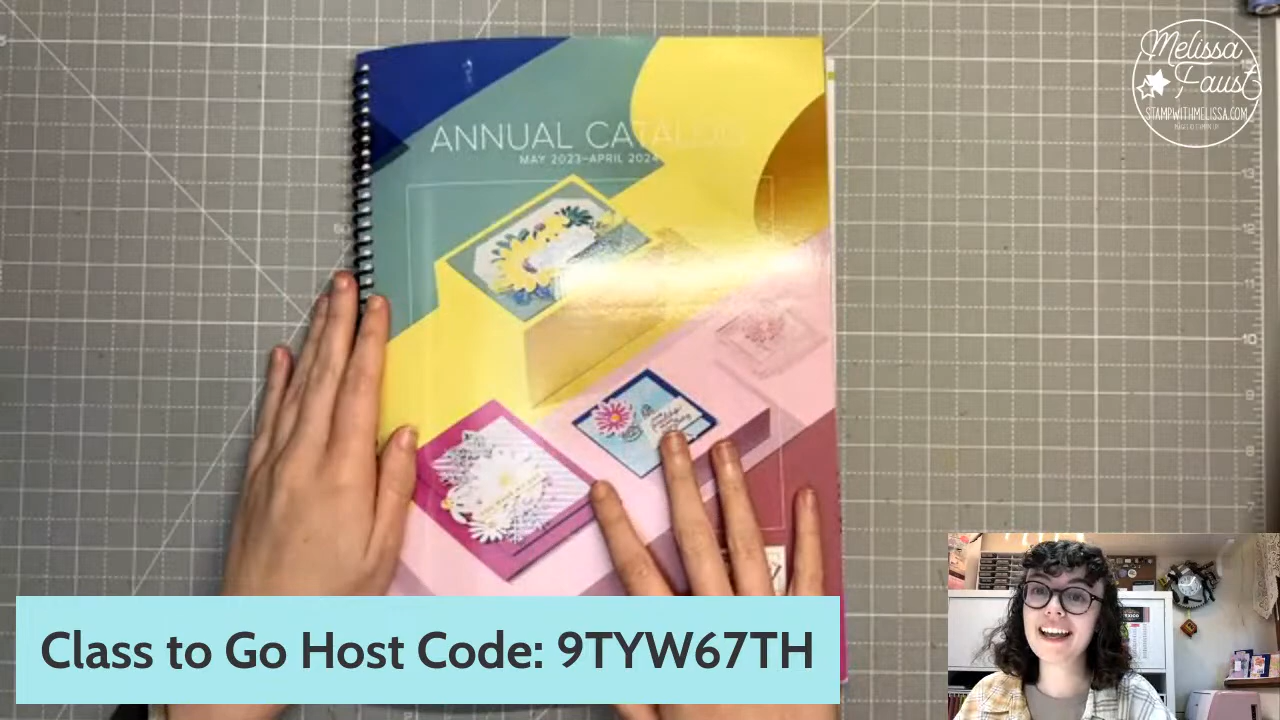 ANNUAL CATALOG
MAY 2023–APRIL 2024
Melissa
Faust
STAMPWITHMELISSA.COM
Class to Go Host Code: 9TYW67TH